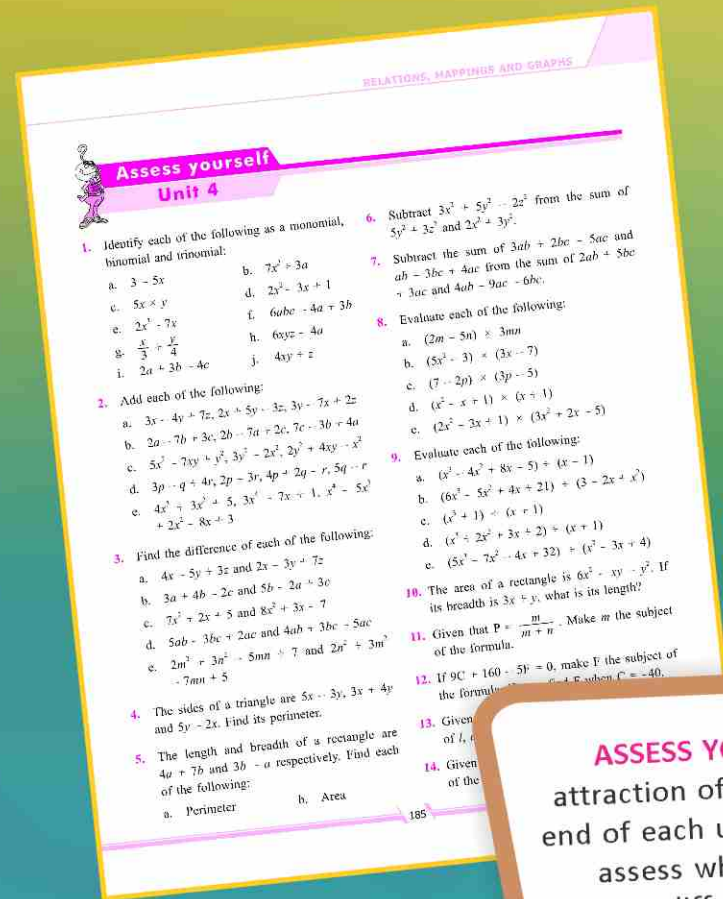 RELATIONS, MAPPINGS AND GRAPHS
Assess yourself
Unit 4
1. Identify each of the following as a monomial,
binomial and trinomial:
a. 3 - 5x b. 7x² ÷ 3a
c. 5x × y d. 2x² - 3x + 1
e. 2x² - 7x f. 6abc - 4a + 3b
g. x/3 ÷ y/4 h. 6xyz - 4a
i. 2a + 3b - 4c j. 4xy ÷ z
2. Add each of the following:
a. 3x - 4y + 7z, 2x + 5y - 3z, 3y - 7x + 2z
b. 2a - 7b + 3c, 2b - 7a + 2c, 7c - 3b + 4a
c. 5x² - 7xy + y², 3y² - 2x², 2y² + 4xy - x²
d. 3p - q + 4r, 2p - 3r, 4p + 2q - r, 5q - r
e. 4x³ + 3x² + 5, 3x³ - 7x + 1, x⁴ - 5x³
+ 2x² - 8x + 3
3. Find the difference of each of the following:
a. 4x - 5y + 3z and 2x - 3y + 7z
b. 3a + 4b - 2c and 5b - 2a + 3c
c. 7x² + 2x + 5 and 8x² + 3x - 7
d. 5ab - 3bc + 2ac and 4ab + 3bc - 5ac
e. 2m² + 3n² - 5mn + 7 and 2n² + 3m²
- 7mn + 5
4. The sides of a triangle are 5x - 3y, 3x + 4y
and 5y - 2x. Find its perimeter.
5. The length and breadth of a rectangle are
4a + 7b and 3b - a respectively. Find each
of the following:
a. Perimeter b. Area
6. Subtract 3x² + 5y² - 2z² from the sum of
5y² + 3z² and 2x² + 3y².
7. Subtract the sum of 3ab + 2bc - 5ac and
ab - 3bc + 4ac from the sum of 2ab + 5bc
+ 3ac and 4ab - 9ac - 6bc.
8. Evaluate each of the following:
a. (2m - 5n) × 3mn
b. (5x² - 3) × (3x - 7)
c. (7 - 2p) × (3p - 5)
d. (x² - x + 1) × (x + 1)
e. (2x² - 3x + 1) × (3x² + 2x - 5)
9. Evaluate each of the following:
a. (x³ - 4x² + 8x - 5) ÷ (x - 1)
b. (6x³ - 5x² + 4x + 21) ÷ (3 - 2x + x²)
c. (x³ + 1) ÷ (x + 1)
d. (x³ + 2x² + 3x + 2) ÷ (x + 1)
e. (5x³ - 7x² - 4x + 32) ÷ (x² - 3x + 4)
10. The area of a rectangle is 6x² - xy - y². If
its breadth is 3x + y, what is its length?
11. Given that P = m/(m + n). Make m the subject
of the formula.
12. If 9C + 160 - 5F = 0, make F the subject of
the formula F when C = -40.
13. Given
of l,
14. Given
of the
185
ASSESS
attraction of
end of each
assess